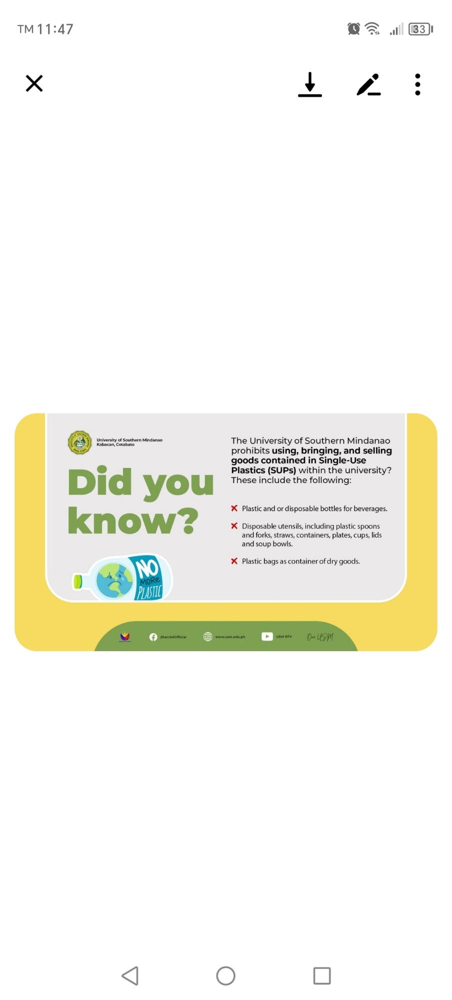 TM 11:47
33
University of Southern Mindanao
Kabacan, Cotabato
Did you
know?
NO
MORE
PLASTIC
The University of Southern Mindanao
prohibits using, bringing, and selling
goods contained in Single-Use
Plastics (SUPs) within the university?
These include the following:
Plastic and or disposable bottles for beverages.
Disposable utensils, including plastic spoons
and forks, straws, containers, plates, cups, lids
and soup bowls.
Plastic bags as container of dry goods.
/theUSMOfficial
www.usm.edu.ph
USM RTV
One USM